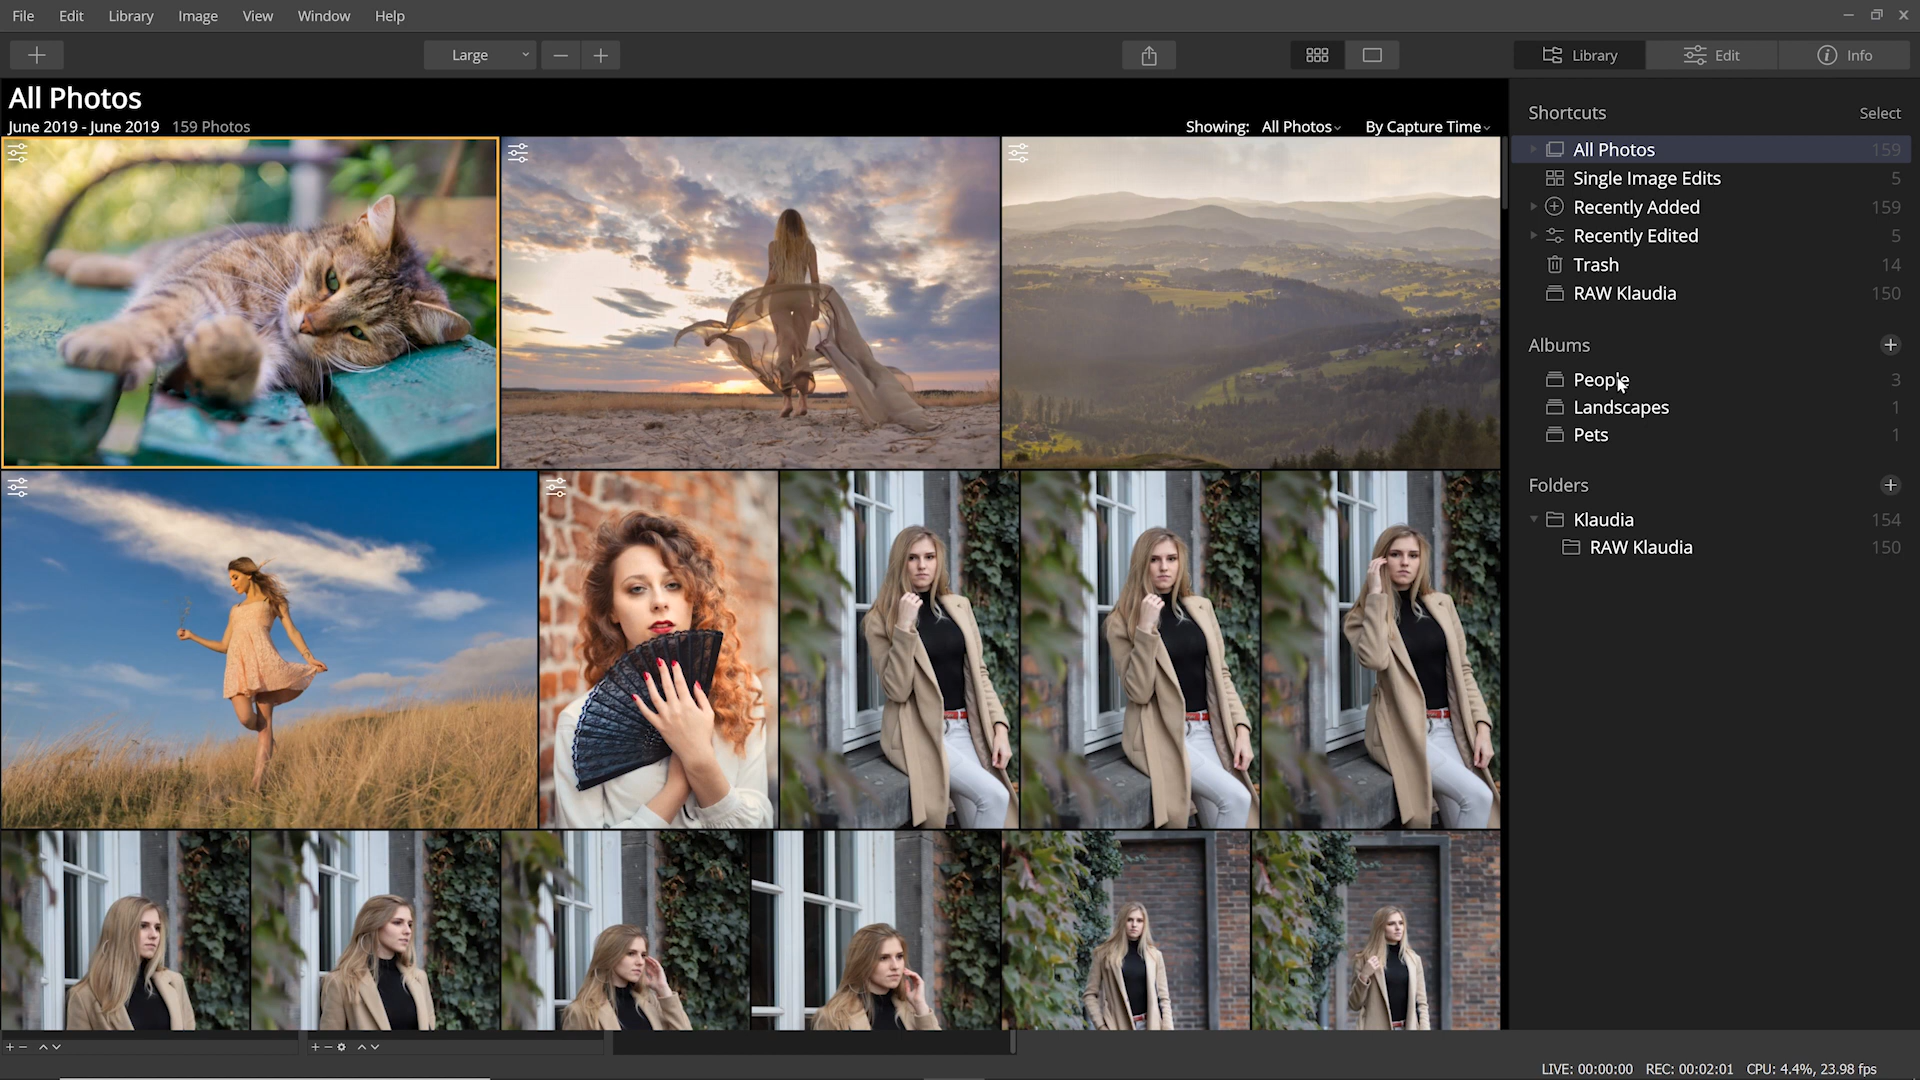 File Edit Library Image View Window Help
Large
Library Edit Info
All Photos
June 2019 - June 2019 159 Photos
Showing: All Photos By Capture Time
Shortcuts Select
All Photos 159
Single Image Edits 5
Recently Added 159
Recently Edited 5
Trash 14
RAW Klaudia 150
Albums
People 3
Landscapes 1
Pets 1
Folders
Klaudia 154
RAW Klaudia 150
LIVE: 00:00:00 REC: 00:02:01 CPU: 4.4%, 23.98 fps